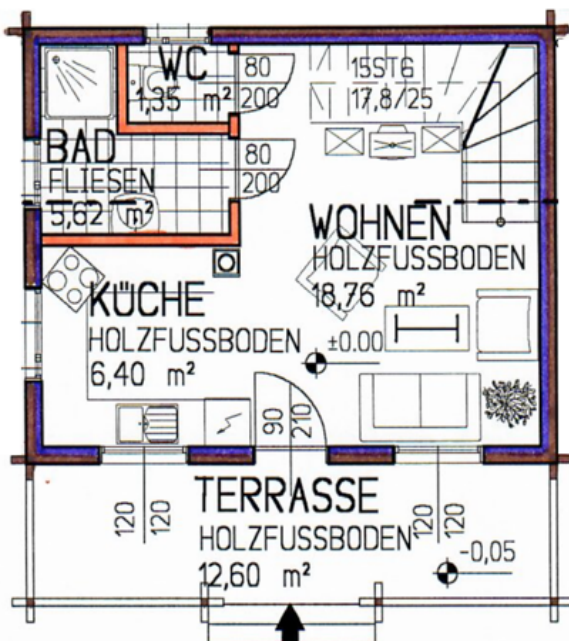 WC
1,35 m²
80
200
15STG
17,8/25
BAD
FLIESEN
5,62 m²
80
200
WOHNEN
HOLZFUSSBODEN
18,76 m²
KÜCHE
HOLZFUSSBODEN
6,40 m²
±0.00
90
210
TERRASSE
HOLZFUSSBODEN
12,60 m²
120
120
120
120
-0,05